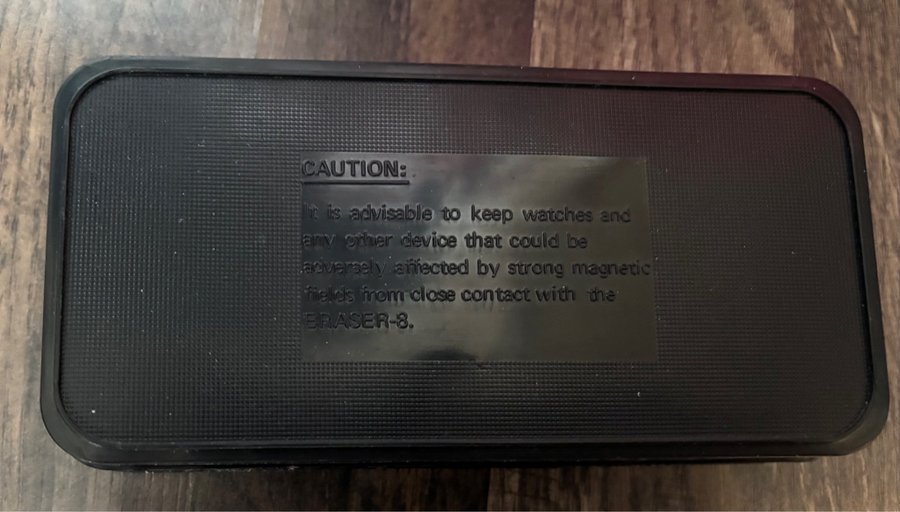 CAUTION:
It is advisable to keep watches and
any other device that could be
adversely affected by strong magnetic
fields from close contact with the
ERASER-8.